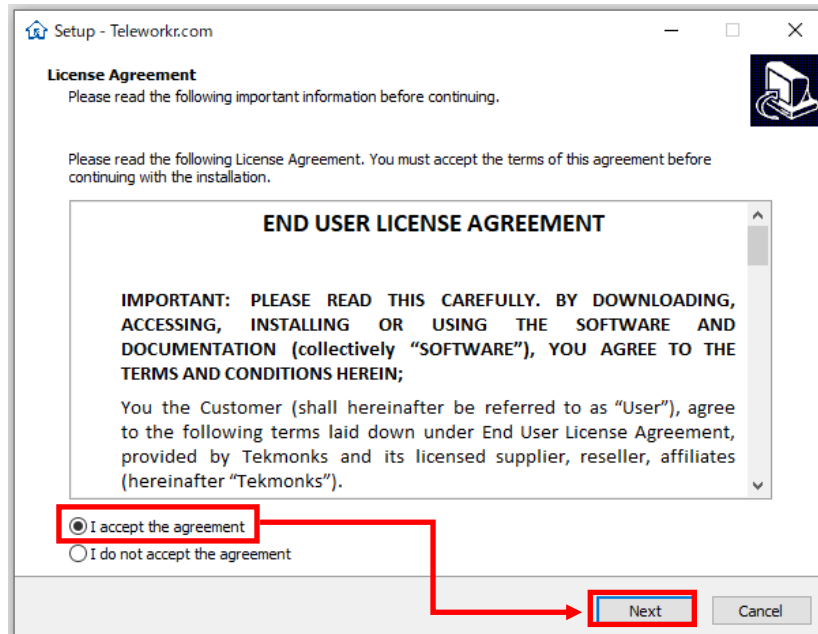 Setup - Teleworkr.com
License Agreement
Please read the following important information before continuing.
Please read the following License Agreement. You must accept the terms of this agreement before
continuing with the installation.
END USER LICENSE AGREEMENT
IMPORTANT: PLEASE READ THIS CAREFULLY. BY DOWNLOADING,
ACCESSING, INSTALLING OR USING THE SOFTWARE AND
DOCUMENTATION (collectively “SOFTWARE”), YOU AGREE TO THE
TERMS AND CONDITIONS HEREIN;
You the Customer (shall hereinafter be referred to as “User”), agree
to the following terms laid down under End User License Agreement,
provided by Tekmonks and its licensed supplier, reseller, affiliates
(hereinafter “Tekmonks”).
I accept the agreement
I do not accept the agreement
Next Cancel